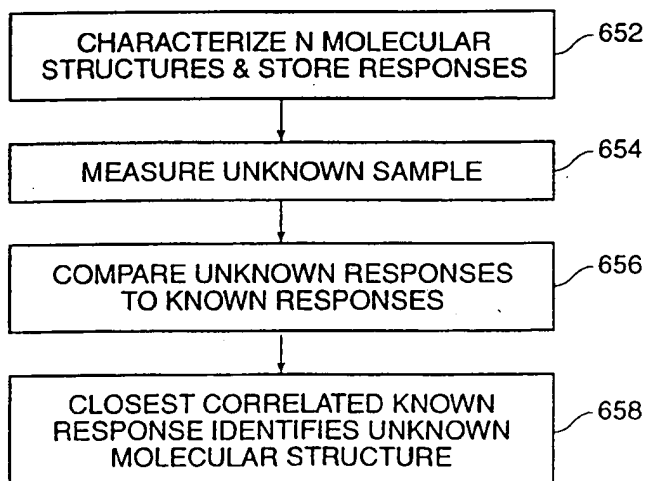 CHARACTERIZE N MOLECULAR
STRUCTURES & STORE RESPONSES
652
MEASURE UNKNOWN SAMPLE
654
COMPARE UNKNOWN RESPONSES
TO KNOWN RESPONSES
656
CLOSEST CORRELATED KNOWN
RESPONSE IDENTIFIES UNKNOWN
MOLECULAR STRUCTURE
658